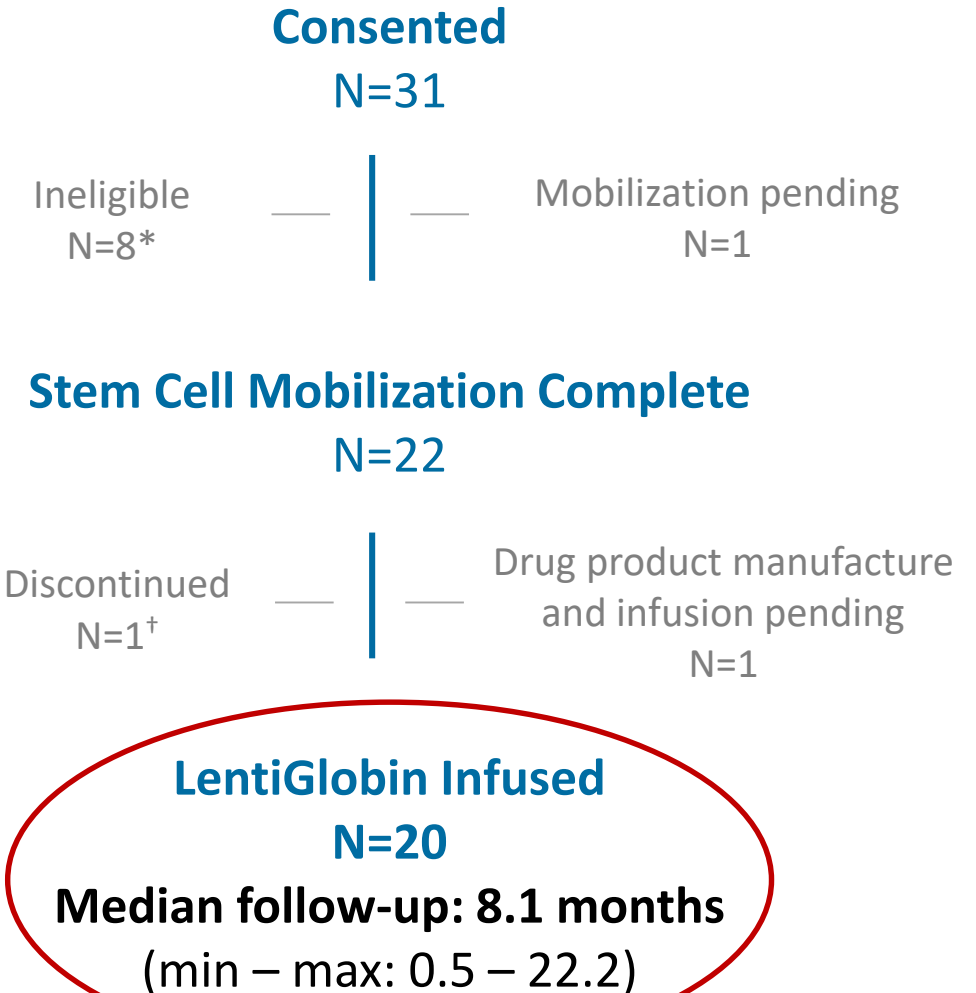 Consented
N=31
Ineligible
N=8*
Mobilization pending
N=1
Stem Cell Mobilization Complete
N=22
Discontinued
N=1†
Drug product manufacture
and infusion pending
N=1
LentiGlobin Infused
N=20
Median follow-up: 8.1 months
(min – max: 0.5 – 22.2)